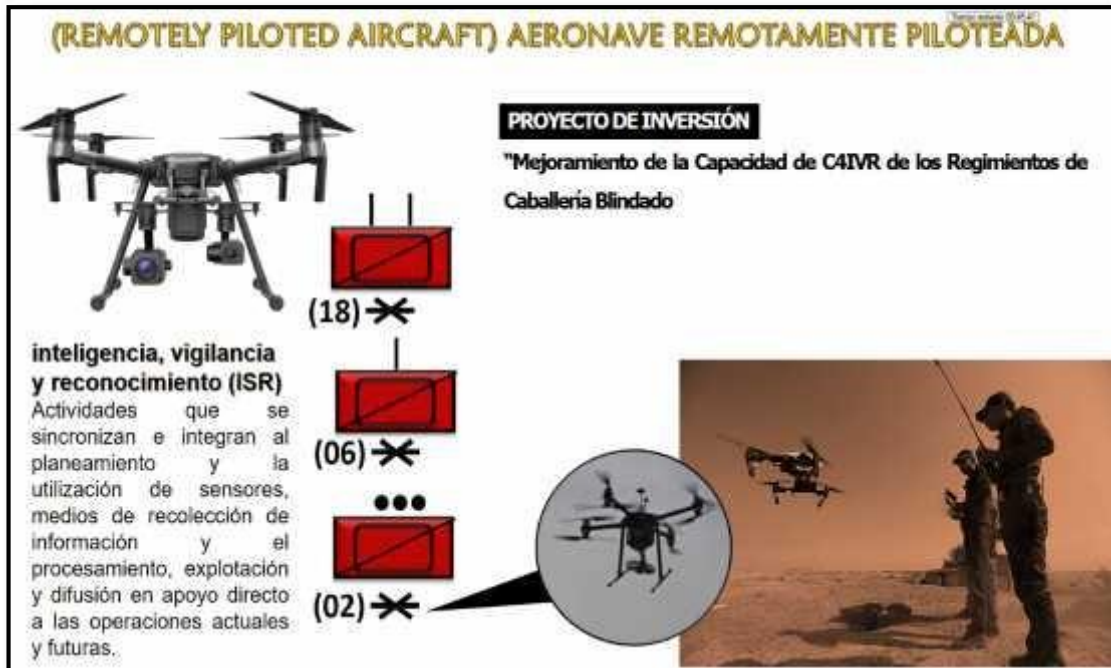 (REMOTELY PILOTED AIRCRAFT) AERONAVE REMOTAMENTE PILOTEADA
PROYECTO DE INVERSIÓN
"Mejoramiento de la Capacidad de C4IVR de los Regimientos de
Caballería Blindado
(18)
inteligencia, vigilancia
y reconocimiento (ISR)
Actividades que se
sincronizan e integran al
planeamiento y la
utilización de sensores,
medios de recolección de
información y el
procesamiento, explotación
y difusión en apoyo directo
a las operaciones actuales
y futuras.
(06)
(02)